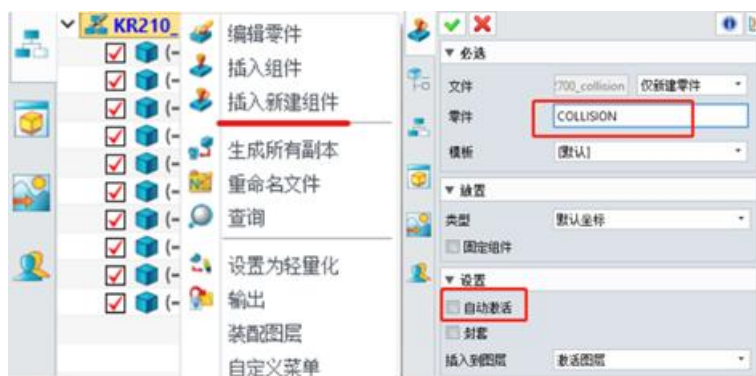 KR210_
(-
(-
(-
(-
(-
(-
(-
(-
(-
(-
编辑零件
插入组件
插入新建组件
生成所有副本
重命名文件
查询
设置为轻量化
输出
装配图层
自定义菜单
必选
文件
2700_collision
仅新建零件
零件
COLLISION
模板
[默认]
放置
类型
默认坐标
固定组件
设置
自动激活
封套
插入到图层
激活图层